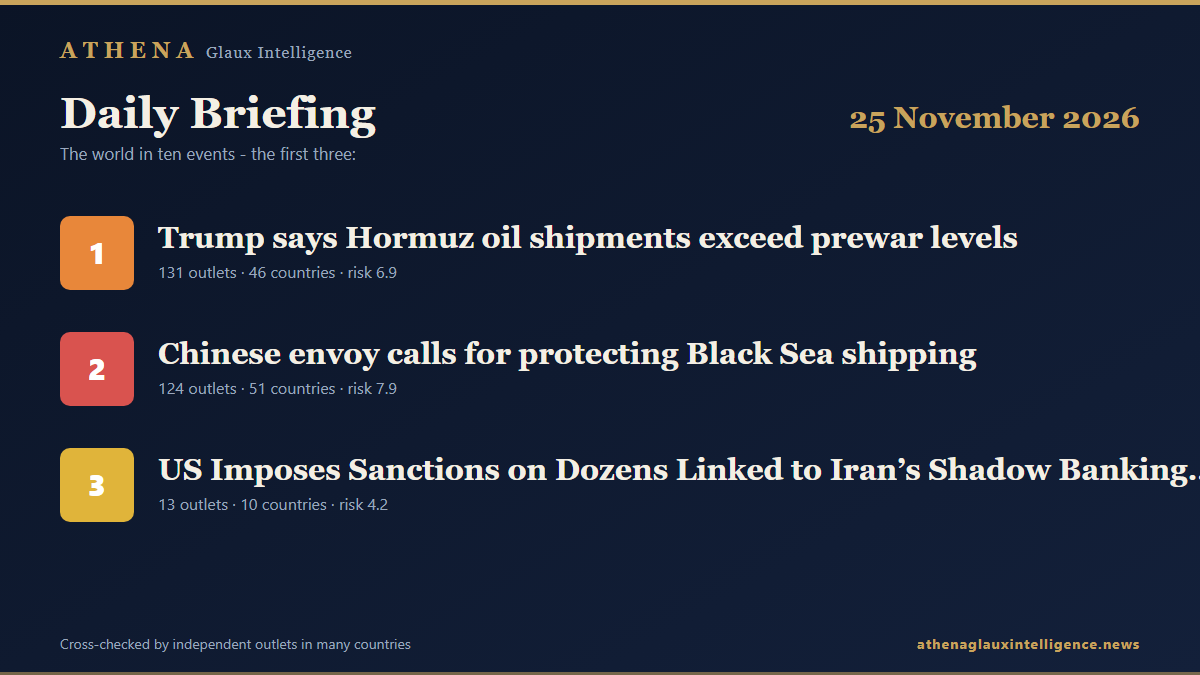 ATHENA Glaux Intelligence
Daily Briefing
25 November 2026
The world in ten events - the first three:
1
Trump says Hormuz oil shipments exceed prewar levels
131 outlets · 46 countries · risk 6.9
2
Chinese envoy calls for protecting Black Sea shipping
124 outlets · 51 countries · risk 7.9
3
US Imposes Sanctions on Dozens Linked to Iran’s Shadow Banking...
13 outlets · 10 countries · risk 4.2
Cross-checked by independent outlets in many countries
athenaglauxintelligence.news